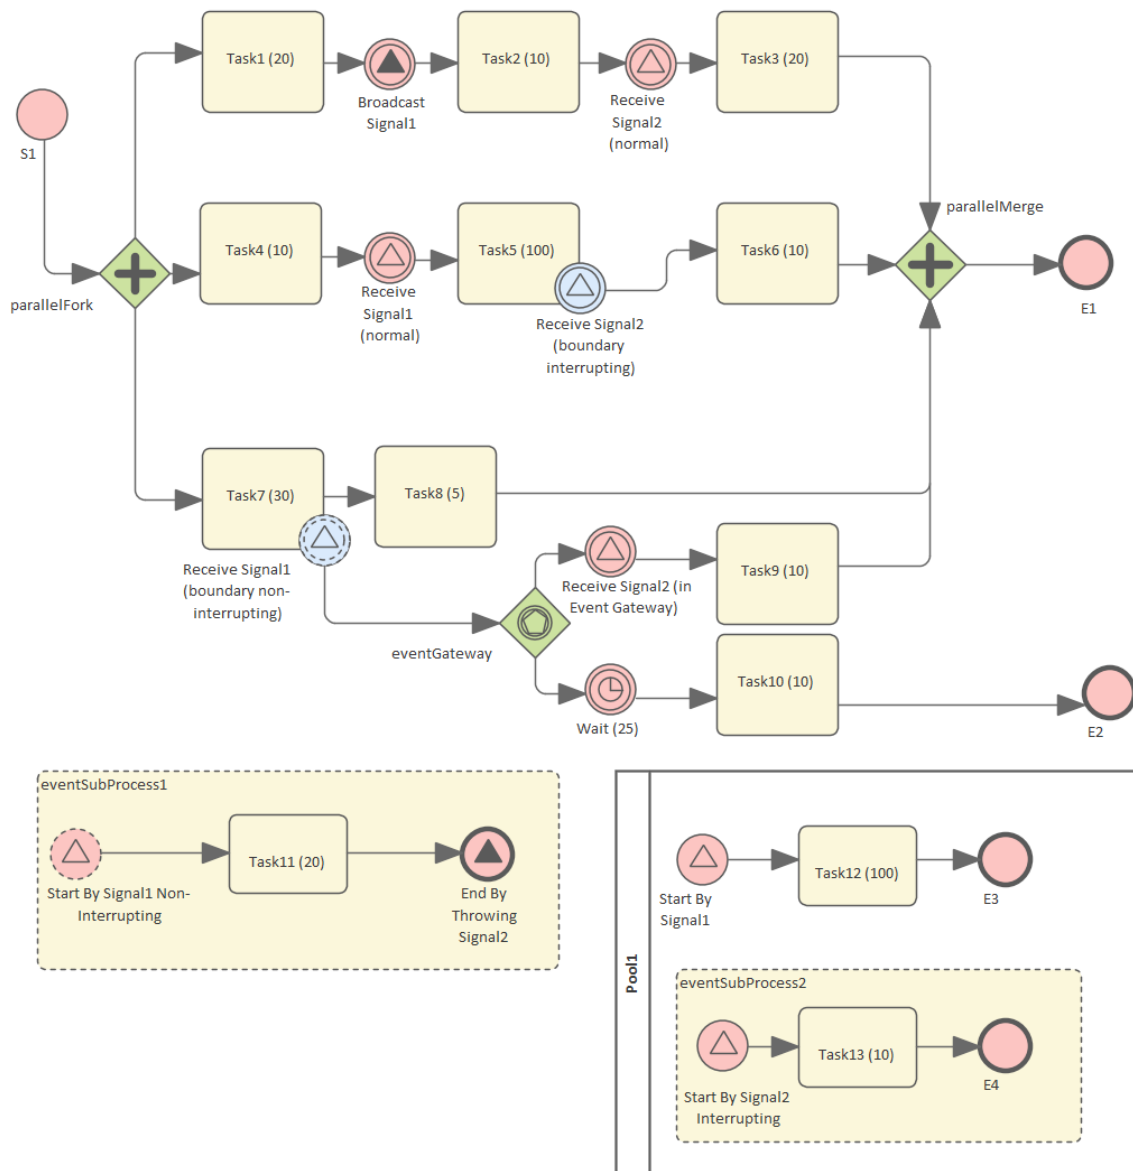 Task1 (20)
Broadcast
Signal1
Task2 (10)
Receive
Signal2
(normal)
Task3 (20)
S1
parallelFork
Task4 (10)
Receive
Signal1
(normal)
Task5 (100)
Receive Signal2
(boundary
interrupting)
Task6 (10)
parallelMerge
E1
Task7 (30)
Receive Signal1
(boundary non-
interrupting)
Task8 (5)
eventGateway
Receive Signal2 (in
Event Gateway)
Task9 (10)
Wait (25)
Task10 (10)
E2
eventSubProcess1
Start By Signal1 Non-
Interrupting
Task11 (20)
End By
Throwing
Signal2
Pool1
Start By
Signal1
Task12 (100)
E3
eventSubProcess2
Start By Signal2
Interrupting
Task13 (10)
E4